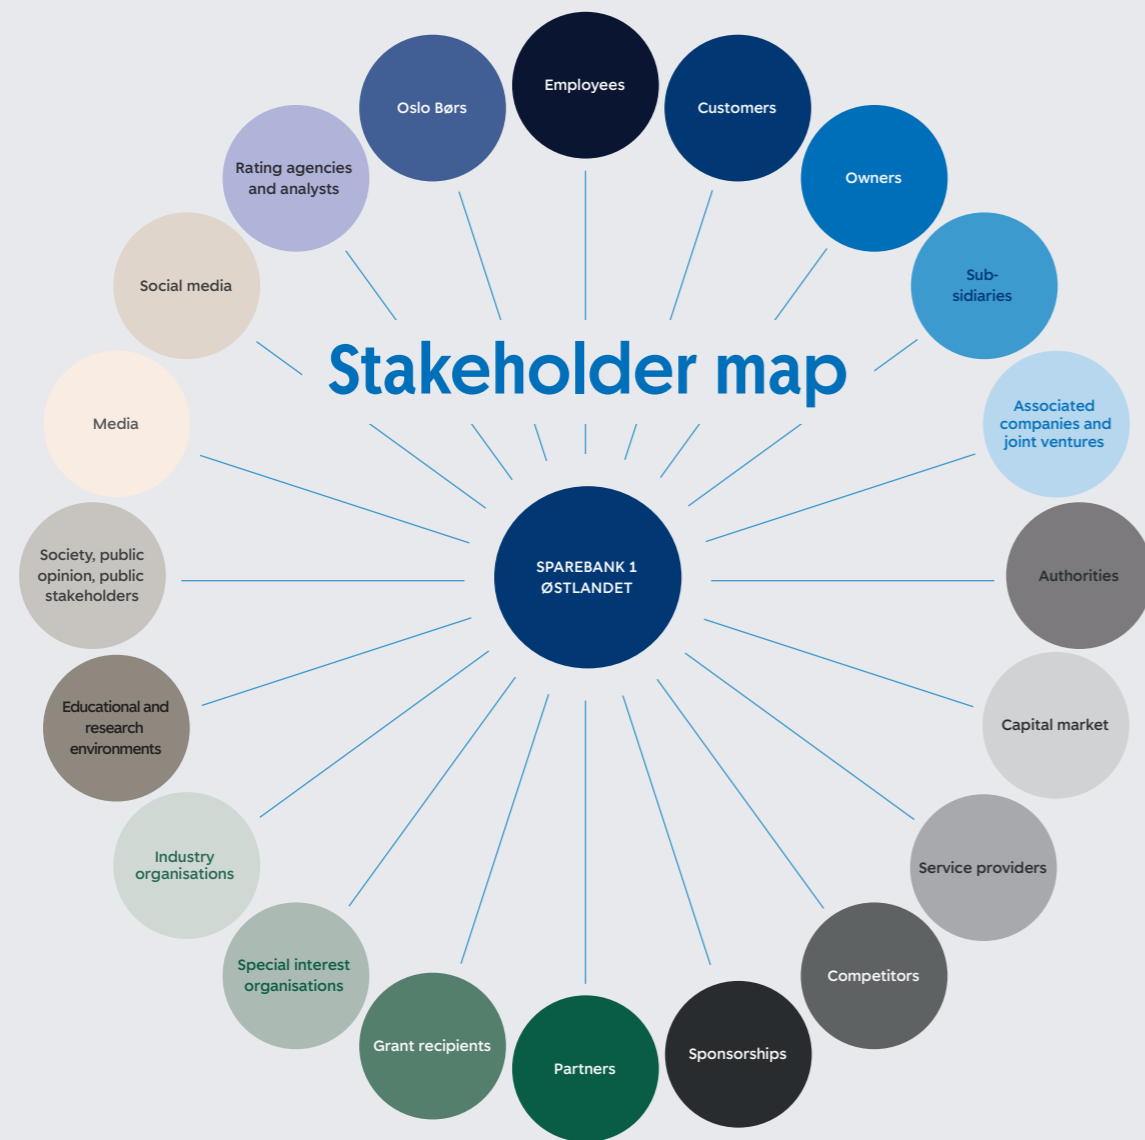 Stakeholder map
SPAREBANK 1
ØSTLANDET
Employees
Customers
Owners
Sub-
sidiaries
Associated
companies and
joint ventures
Authorities
Capital market
Service providers
Competitors
Sponsorships
Partners
Grant recipients
Special interest
organisations
Industry
organisations
Educational and
research
environments
Society, public
opinion, public
stakeholders
Media
Social media
Rating agencies
and analysts
Oslo Børs